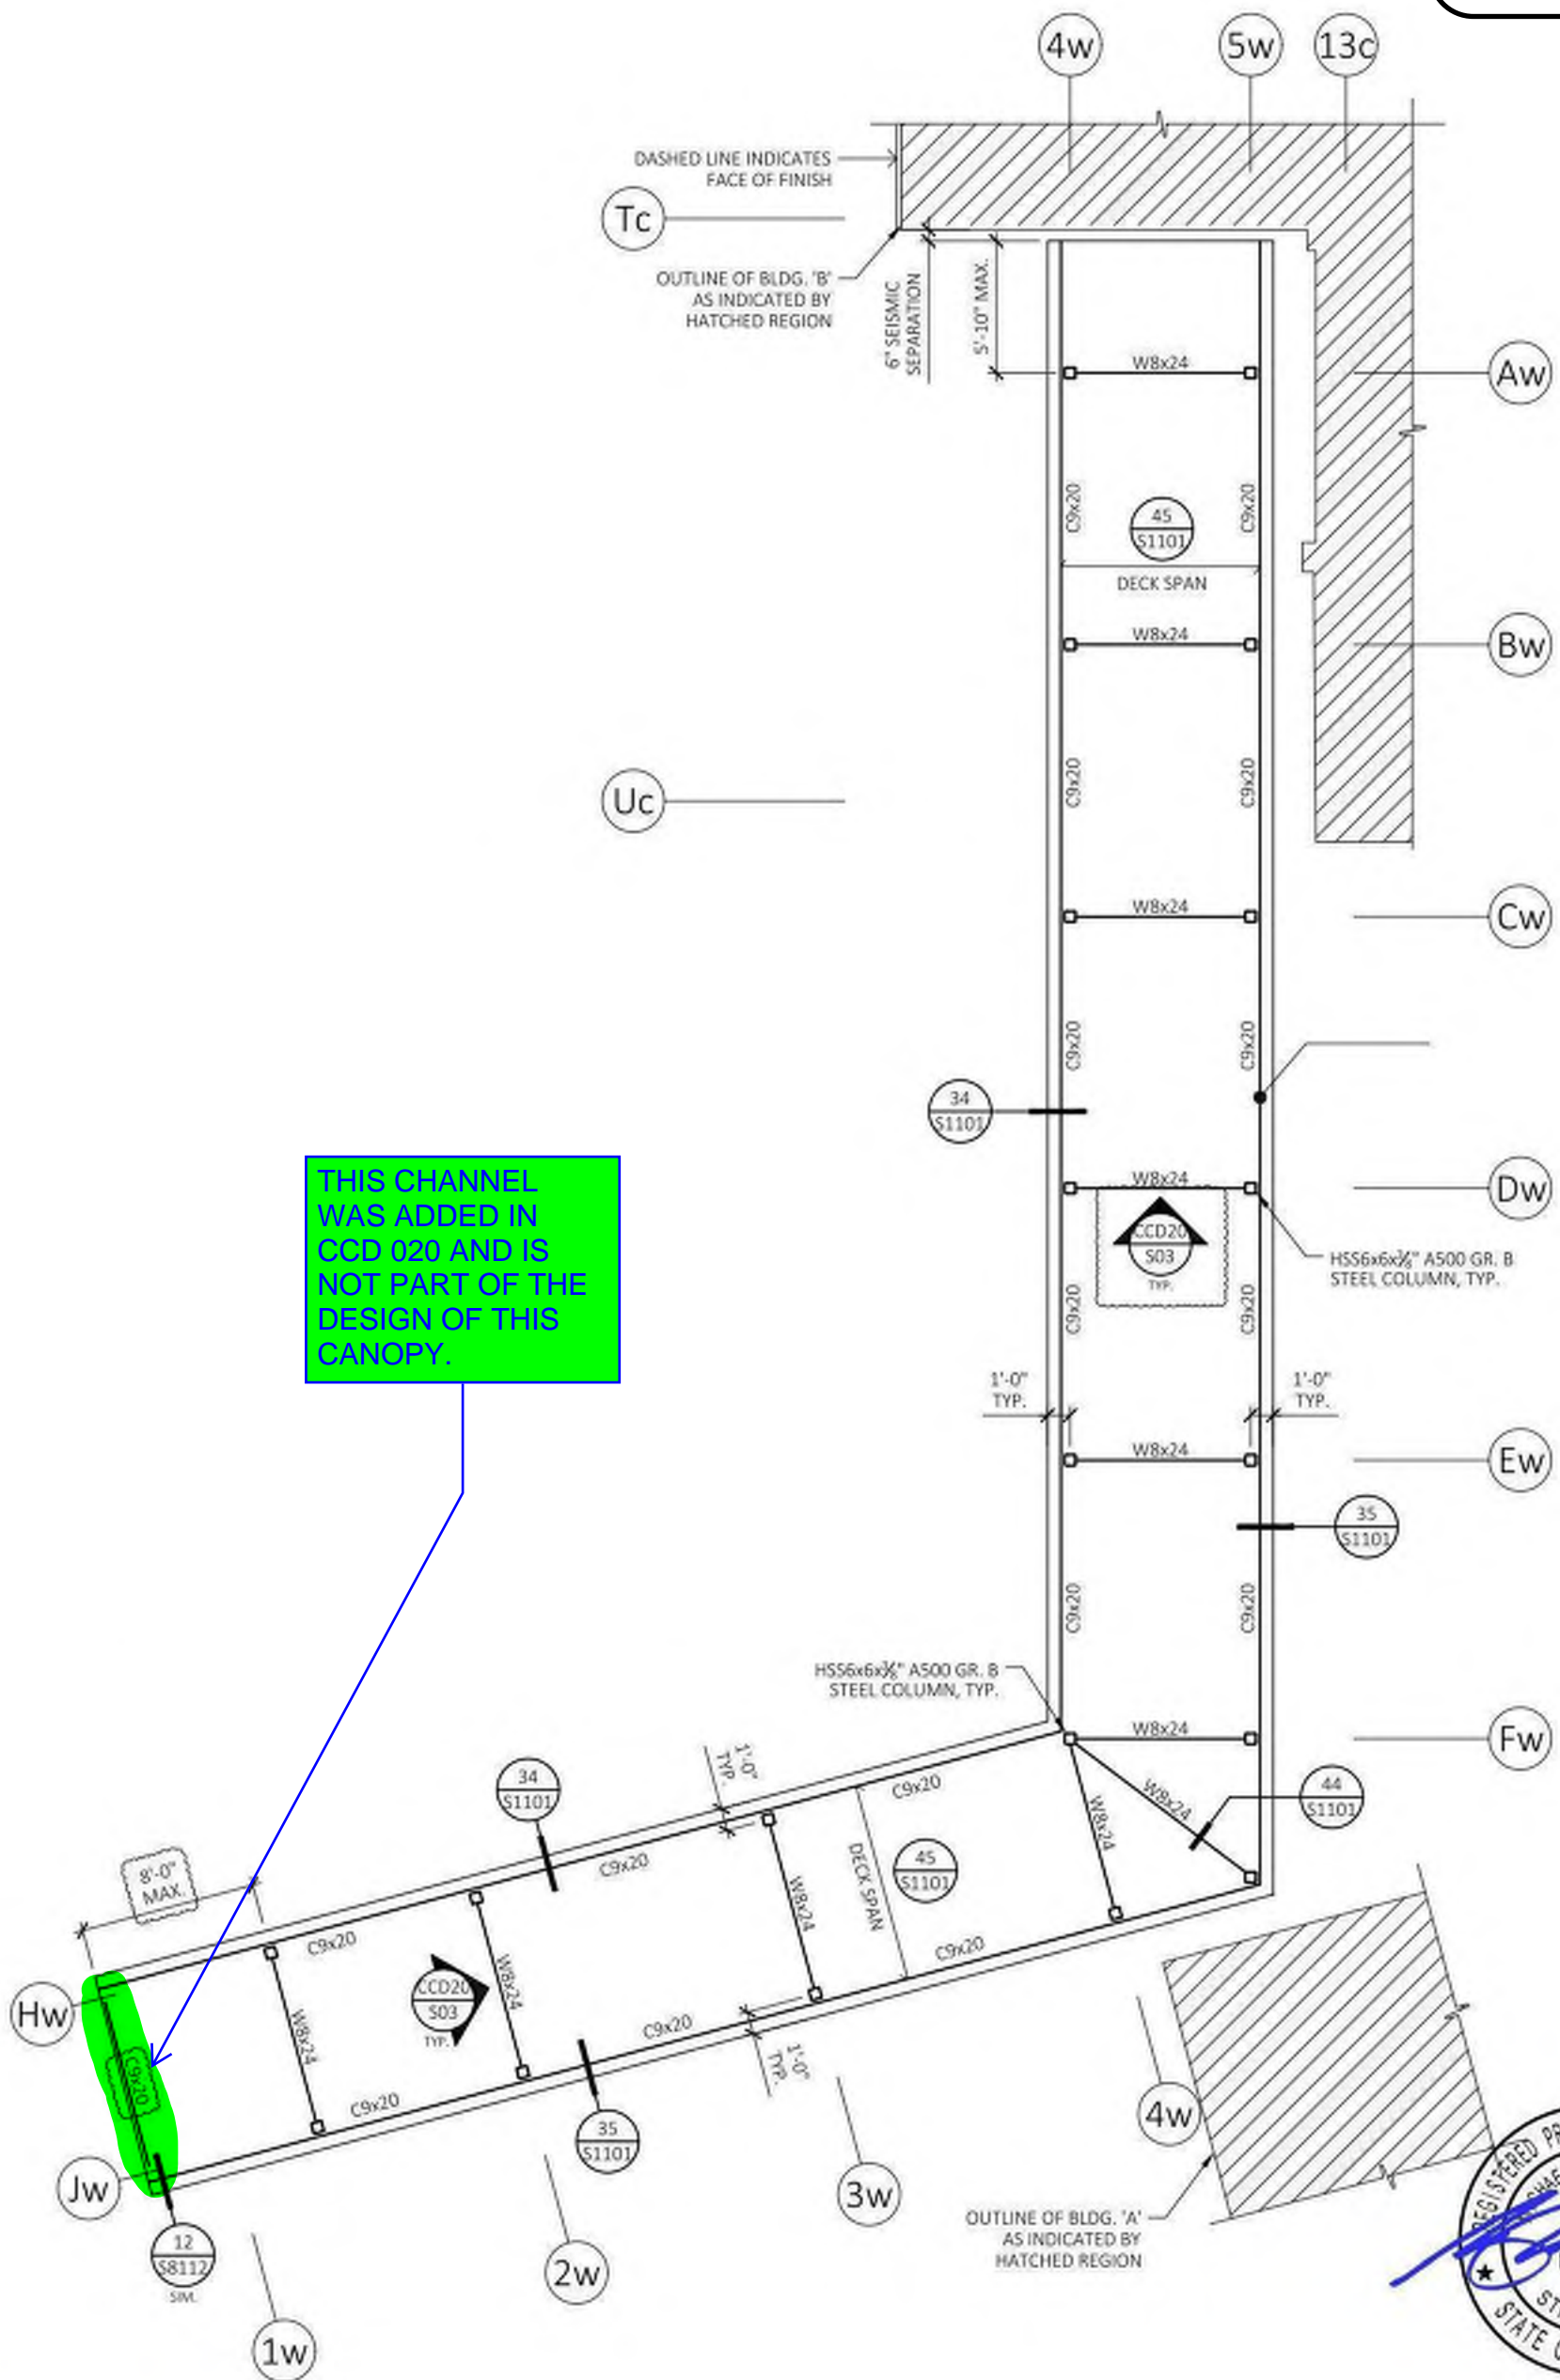 4w
5w
13c
DASHED LINE INDICATES
FACE OF FINISH
Tc
OUTLINE OF BLDG. 'B'
AS INDICATED BY
HATCHED REGION
6" SEISMIC
SEPARATION
5'-10" MAX.
W8x24
Aw
C9x20
C9x20
45
S1101
DECK SPAN
W8x24
Bw
C9x20
C9x20
Uc
W8x24
Cw
C9x20
C9x20
34
S1101
THIS CHANNEL
WAS ADDED IN
CCD 020 AND IS
NOT PART OF THE
DESIGN OF THIS
CANOPY.
W8x24
Dw
CCD20
S03
TYP.
HSS6x6x⅜" A500 GR. B
STEEL COLUMN, TYP.
C9x20
C9x20
1'-0"
TYP.
1'-0"
TYP.
W8x24
Ew
35
S1101
C9x20
C9x20
HSS6x6x⅜" A500 GR. B
STEEL COLUMN, TYP.
W8x24
Fw
1'-0"
TYP.
34
S1101
C9x20
W8x24
W8x24
44
S1101
8'-0"
MAX.
C9x20
W8x24
DECK SPAN
45
S1101
C9x20
CCD20
S03
TYP.
W8x24
C9x20
Hw
W8x24
C9x20
1'-0"
TYP.
C9x20
C9x20
4w
35
S1101
Jw
3w
12
S8112
SIM.
2w
OUTLINE OF BLDG. 'A'
AS INDICATED BY
HATCHED REGION
1w
REGISTERED
STATE